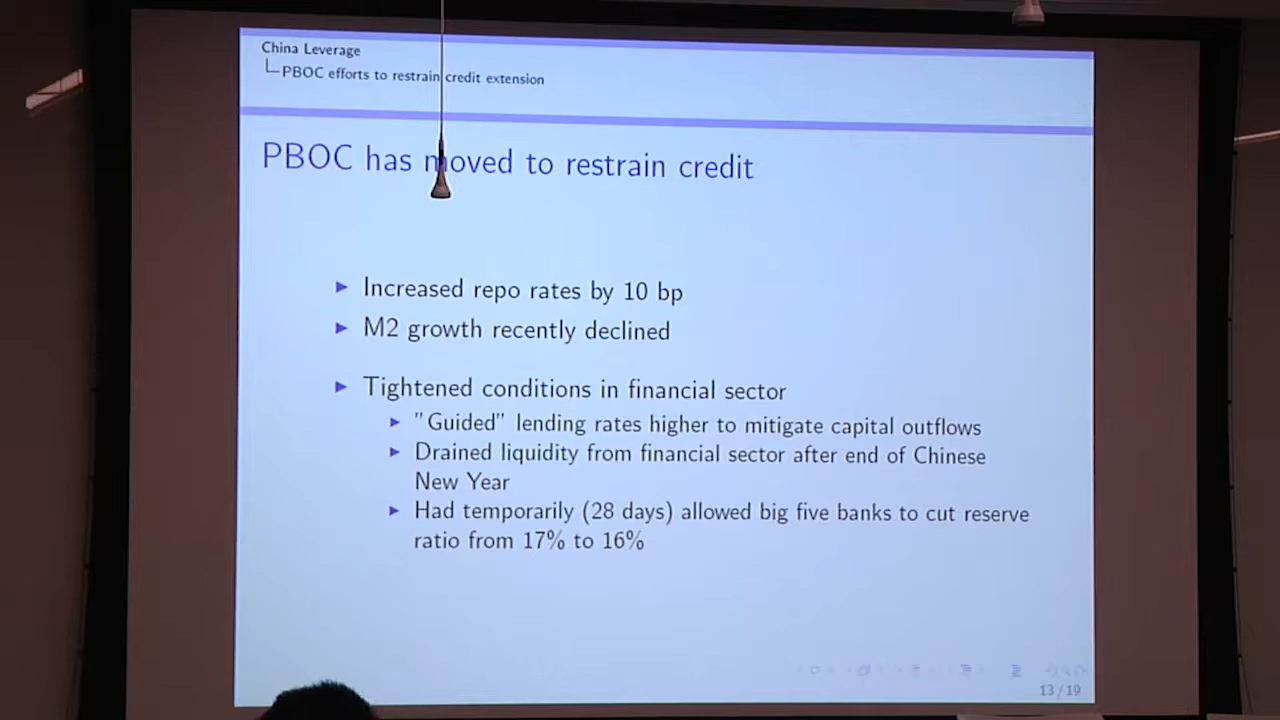 China Leverage
PBOC efforts to restrain credit extension
PBOC has moved to restrain credit
Increased repo rates by 10 bp
M2 growth recently declined
Tightened conditions in financial sector
"Guided" lending rates higher to mitigate capital outflows
Drained liquidity from financial sector after end of Chinese
New Year
Had temporarily (28 days) allowed big five banks to cut reserve
ratio from 17% to 16%
13/19